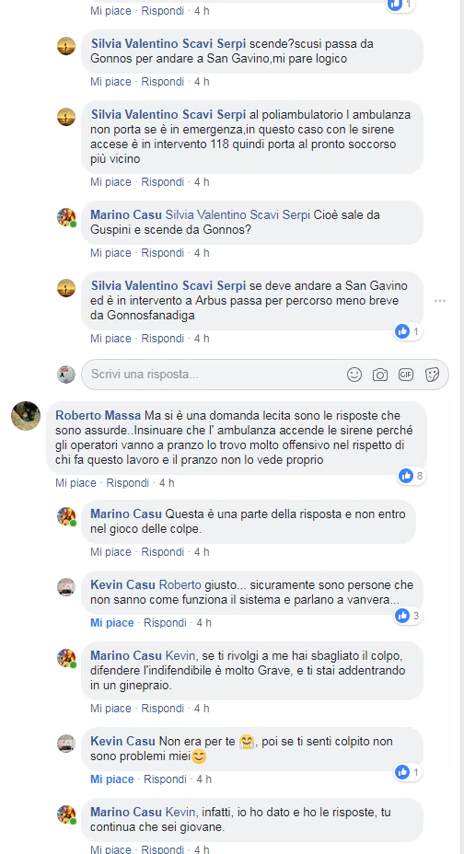 Mi piace · Rispondi · 4 h
1
Silvia Valentino Scavi Serpi scende?scusi passa da
Gonnos per andare a San Gavino,mi pare logico
Mi piace · Rispondi · 4 h
Silvia Valentino Scavi Serpi al poliambulatorio l ambulanza
non porta se è in emergenza,in questo caso con le sirene
accese è in intervento 118 quindi porta al pronto soccorso
più vicino
Mi piace · Rispondi · 4 h
Marino Casu Silvia Valentino Scavi Serpi Cioè sale da
Guspini e scende da Gonnos?
Mi piace · Rispondi · 4 h
Silvia Valentino Scavi Serpi se deve andare a San Gavino
ed è in intervento a Arbus passa per percorso meno breve
da Gonnosfanadiga
1
Mi piace · Rispondi · 4 h
Scrivi una risposta...
GIF
Roberto Massa Ma si è una domanda lecita sono le risposte che
sono assurde..Insinuare che l' ambulanza accende le sirene perché
gli operatori vanno a pranzo lo trovo molto offensivo nel rispetto di
chi fa questo lavoro e il pranzo non lo vede proprio
8
Mi piace · Rispondi · 4 h
Marino Casu Questa è una parte della risposta e non entro
nel gioco delle colpe.
Mi piace · Rispondi · 4 h
Kevin Casu Roberto giusto... sicuramente sono persone che
non sanno come funziona il sistema e parlano a vanvera...
3
Mi piace · Rispondi · 4 h
Marino Casu Kevin, se ti rivolgi a me hai sbagliato il colpo,
difendere l'indifendibile è molto Grave, e ti stai addentrando
in un ginepraio.
Mi piace · Rispondi · 4 h
Kevin Casu Non era per te 🤗, poi se ti senti colpito non
sono problemi miei😊
1
Mi piace · Rispondi · 4 h
Marino Casu Kevin, infatti, io ho dato e ho le risposte, tu
continua che sei giovane.
Mi piace · Rispondi · 4 h